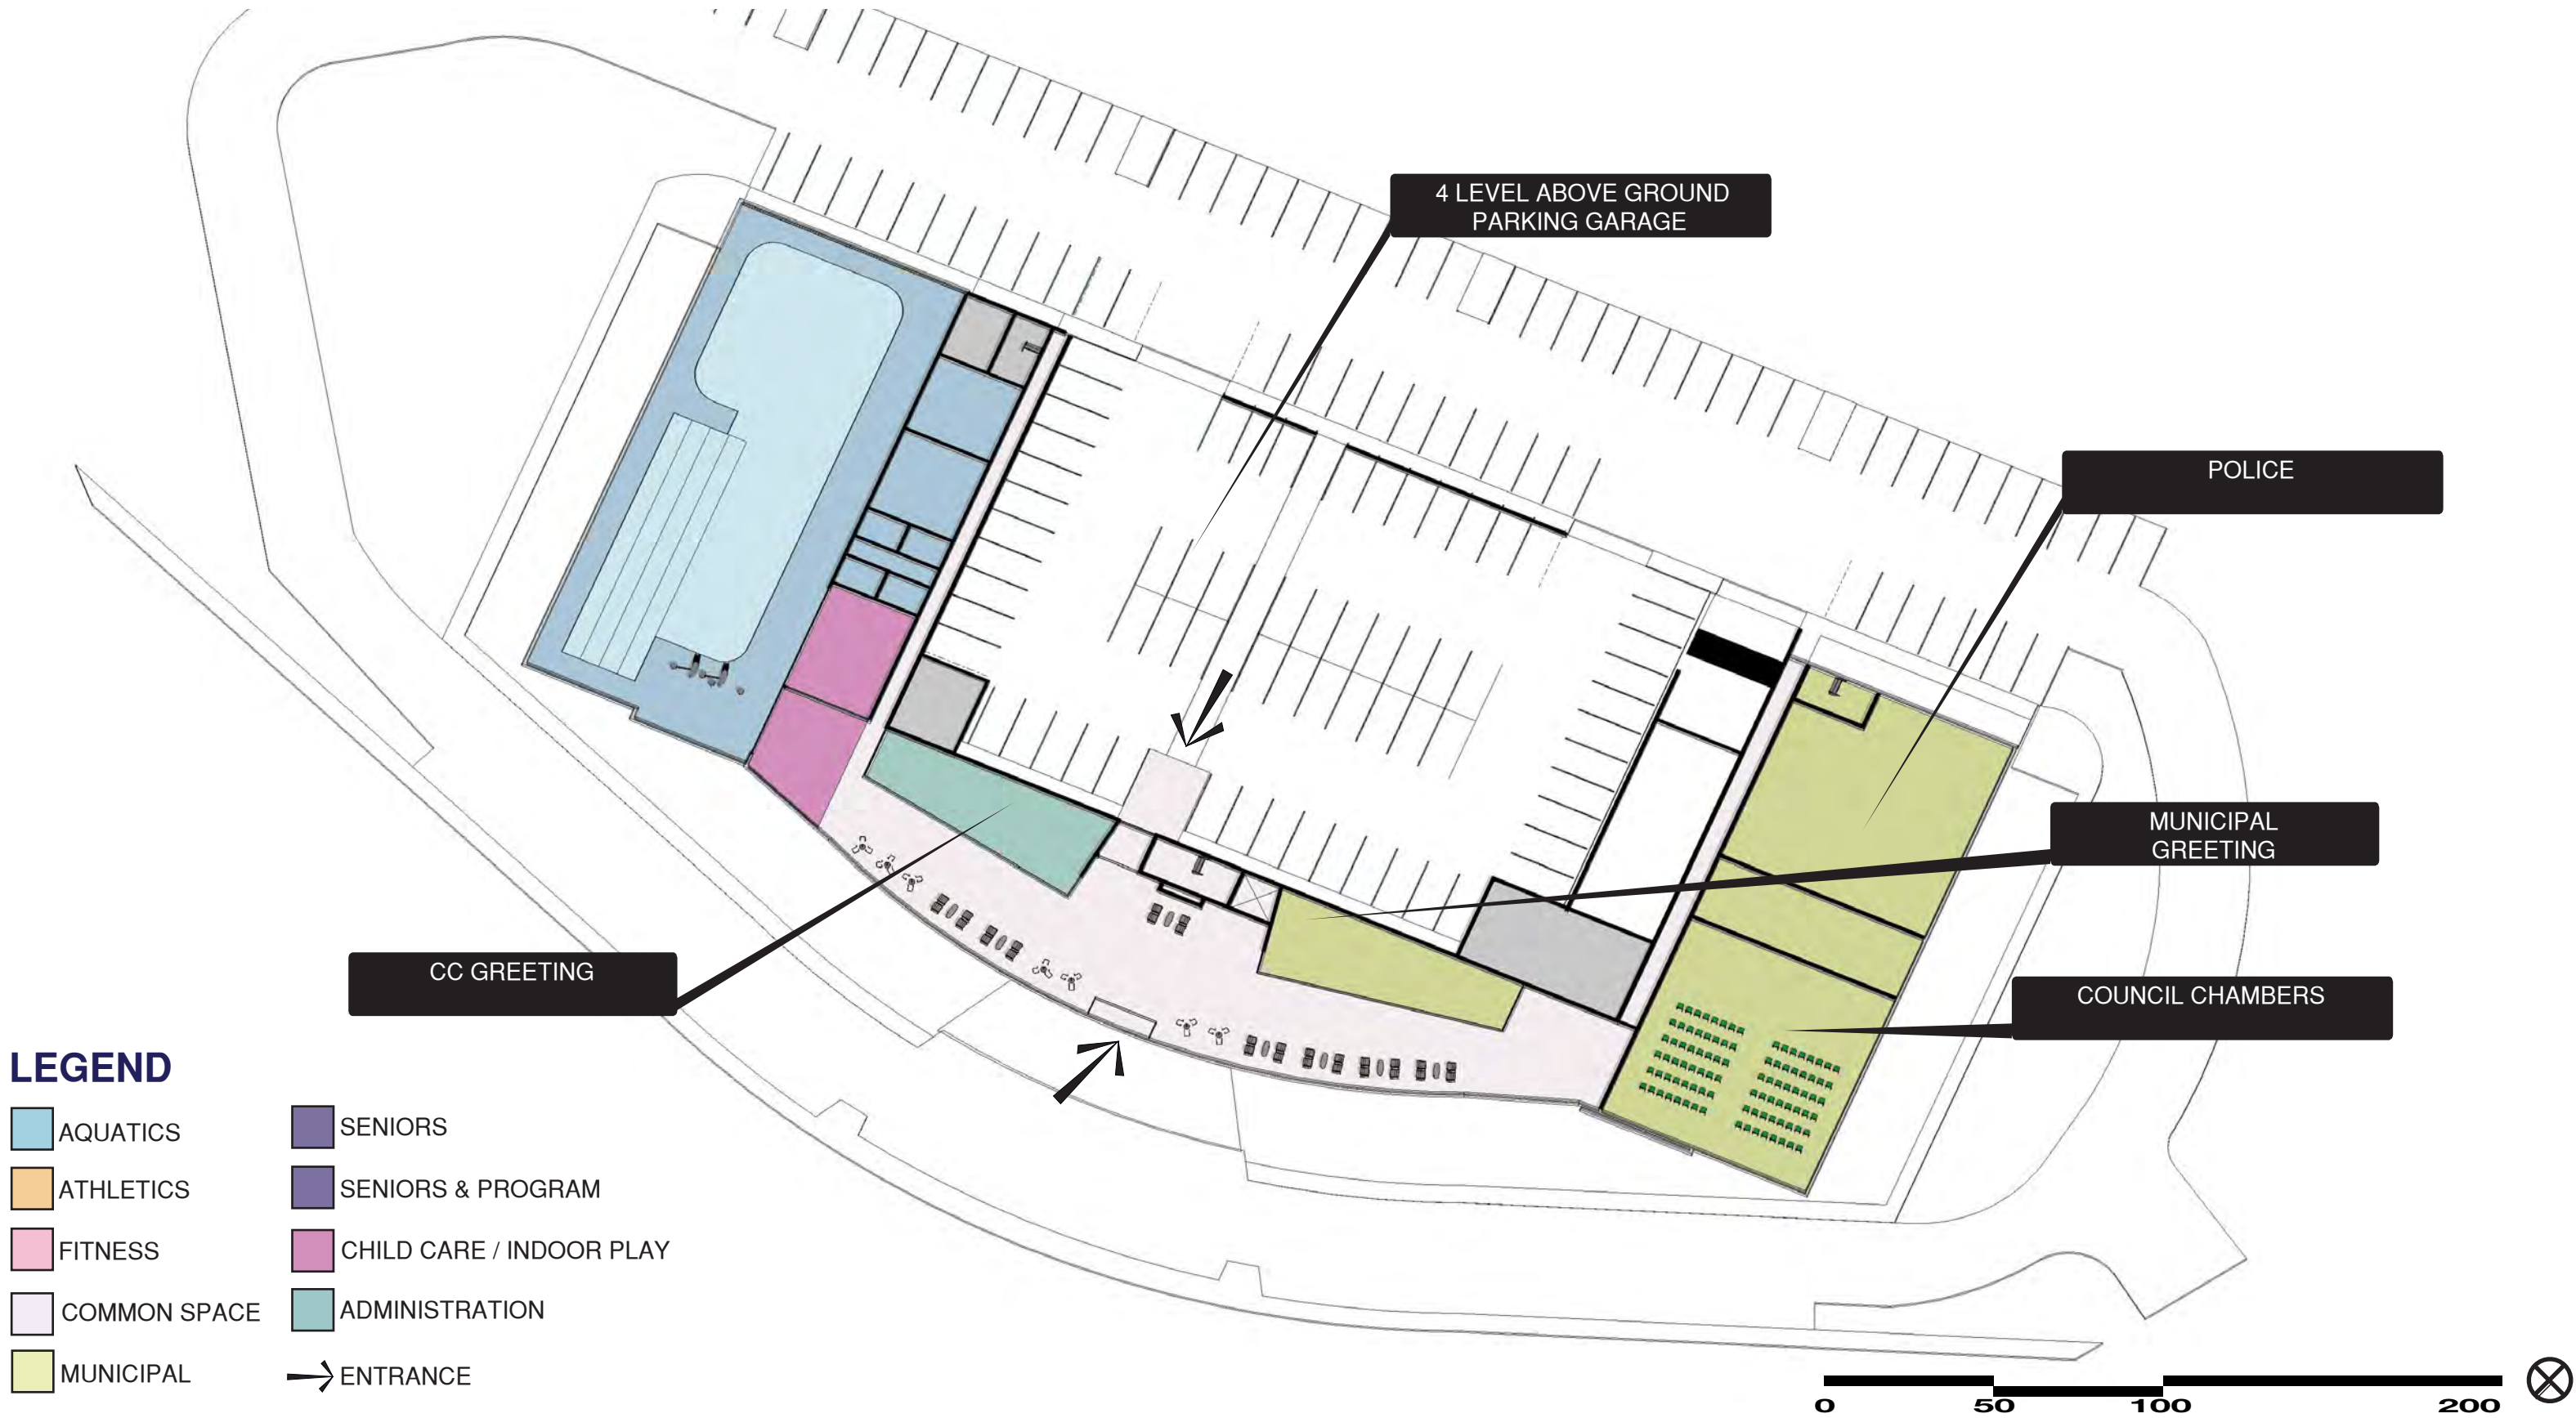 4 LEVEL ABOVE GROUND
PARKING GARAGE
POLICE
MUNICIPAL
GREETING
COUNCIL CHAMBERS
CC GREETING
LEGEND
AQUATICS
ATHLETICS
FITNESS
COMMON SPACE
MUNICIPAL
SENIORS
SENIORS & PROGRAM
CHILD CARE / INDOOR PLAY
ADMINISTRATION
ENTRANCE
0 50 100 200